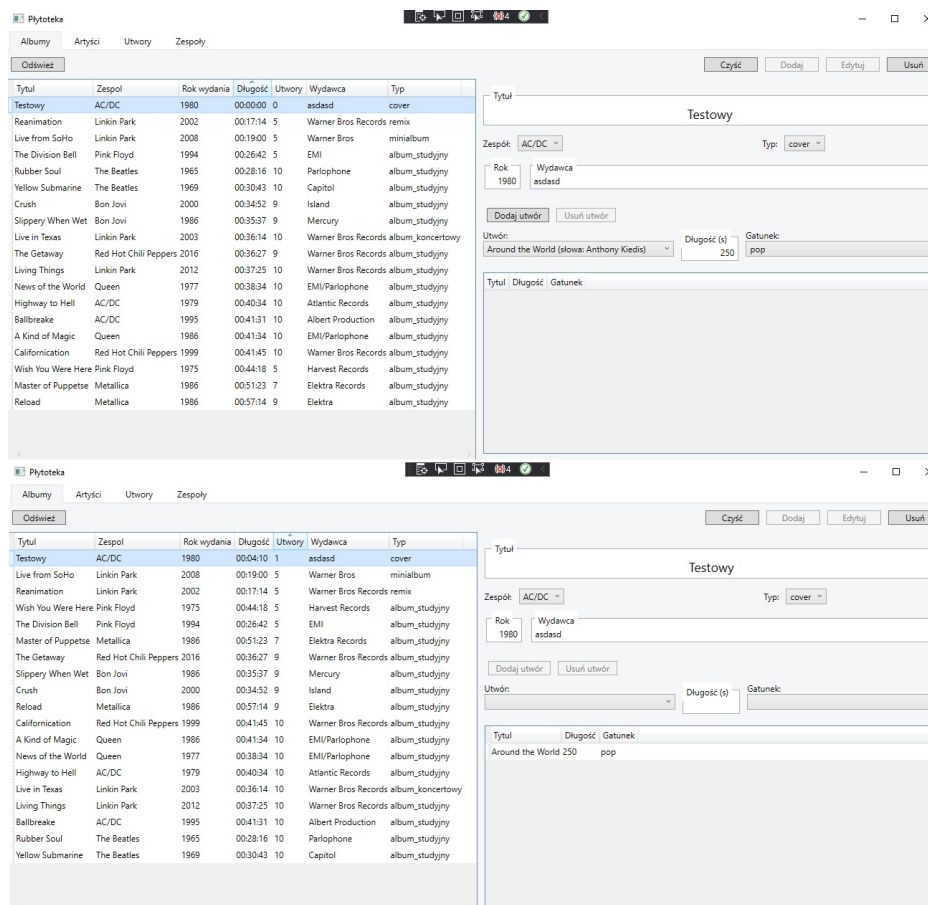 Płytoteka
4
Albumy Artyści Utwory Zespoły
Odśwież Czyść Dodaj Edytuj Usuń
Tytul Zespol Rok wydania Długość Utwory Wydawca Typ
Testowy AC/DC 1980 00:00:00 0 asdasd cover
Reanimation Linkin Park 2002 00:17:14 5 Warner Bros Records remix
Live from SoHo Linkin Park 2008 00:19:00 5 Warner Bros minialbum
The Division Bell Pink Floyd 1994 00:26:42 5 EMI album_studyjny
Rubber Soul The Beatles 1965 00:28:16 10 Parlophone album_studyjny
Yellow Submarine The Beatles 1969 00:30:43 10 Capitol album_studyjny
Crush Bon Jovi 2000 00:34:52 9 Island album_studyjny
Slippery When Wet Bon Jovi 1986 00:35:37 9 Mercury album_studyjny
Live in Texas Linkin Park 2003 00:36:14 10 Warner Bros Records album_koncertowy
The Getaway Red Hot Chili Peppers 2016 00:36:27 9 Warner Bros Records album_studyjny
Living Things Linkin Park 2012 00:37:25 10 Warner Bros Records album_studyjny
News of the World Queen 1977 00:38:34 10 EMI/Parlophone album_studyjny
Highway to Hell AC/DC 1979 00:40:34 10 Atlantic Records album_studyjny
Ballbreake AC/DC 1995 00:41:31 10 Albert Production album_studyjny
A Kind of Magic Queen 1986 00:41:34 10 EMI/Parlophone album_studyjny
Californication Red Hot Chili Peppers 1999 00:41:45 10 Warner Bros Records album_studyjny
Wish You Were Here Pink Floyd 1975 00:44:18 5 Harvest Records album_studyjny
Master of Puppetse Metallica 1986 00:51:23 7 Elektra Records album_studyjny
Reload Metallica 1986 00:57:14 9 Elektra album_studyjny
Tytuł
Testowy
Zespół: AC/DC Typ: cover
Rok Wydawca
1980 asdasd
Dodaj utwór Usuń utwór
Utwór: Długość (s) Gatunek:
Around the World (słowa: Anthony Kiedis) 250 pop
Tytul Długość Gatunek
Płytoteka
4
Albumy Artyści Utwory Zespoły
Odśwież Czyść Dodaj Edytuj Usuń
Tytul Zespol Rok wydania Długość Utwory Wydawca Typ
Testowy AC/DC 1980 00:04:10 1 asdasd cover
Live from SoHo Linkin Park 2008 00:19:00 5 Warner Bros minialbum
Reanimation Linkin Park 2002 00:17:14 5 Warner Bros Records remix
Wish You Were Here Pink Floyd 1975 00:44:18 5 Harvest Records album_studyjny
The Division Bell Pink Floyd 1994 00:26:42 5 EMI album_studyjny
Master of Puppetse Metallica 1986 00:51:23 7 Elektra Records album_studyjny
The Getaway Red Hot Chili Peppers 2016 00:36:27 9 Warner Bros Records album_studyjny
Slippery When Wet Bon Jovi 1986 00:35:37 9 Mercury album_studyjny
Crush Bon Jovi 2000 00:34:52 9 Island album_studyjny
Reload Metallica 1986 00:57:14 9 Elektra album_studyjny
Californication Red Hot Chili Peppers 1999 00:41:45 10 Warner Bros Records album_studyjny
A Kind of Magic Queen 1986 00:41:34 10 EMI/Parlophone album_studyjny
News of the World Queen 1977 00:38:34 10 EMI/Parlophone album_studyjny
Highway to Hell AC/DC 1979 00:40:34 10 Atlantic Records album_studyjny
Live in Texas Linkin Park 2003 00:36:14 10 Warner Bros Records album_koncertowy
Living Things Linkin Park 2012 00:37:25 10 Warner Bros Records album_studyjny
Ballbreake AC/DC 1995 00:41:31 10 Albert Production album_studyjny
Rubber Soul The Beatles 1965 00:28:16 10 Parlophone album_studyjny
Yellow Submarine The Beatles 1969 00:30:43 10 Capitol album_studyjny
Tytuł
Testowy
Zespół: AC/DC Typ: cover
Rok Wydawca
1980 asdasd
Dodaj utwór Usuń utwór
Utwór: Długość (s) Gatunek:
Tytul Długość Gatunek
Around the World 250 pop